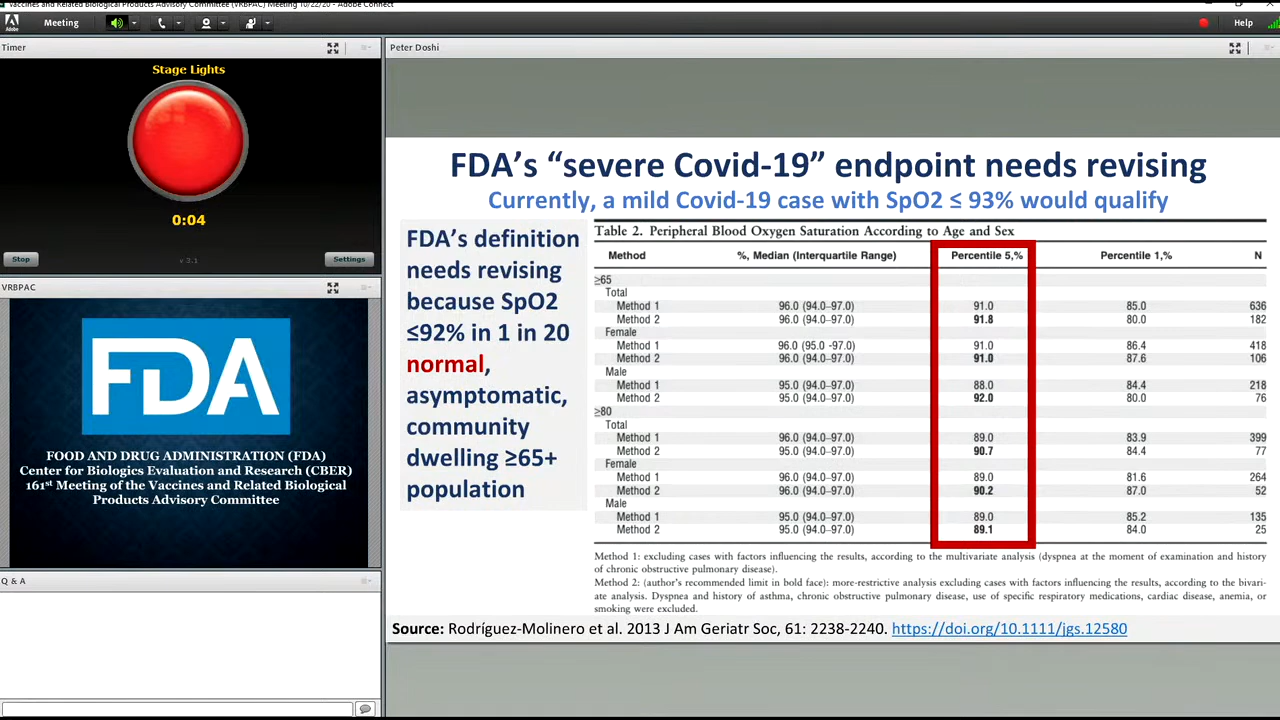 Vaccines and Related Biological Products Advisory Committee (VRBPAC) Meeting 10/22/20 - Adobe Connect
Adobe
Meeting
Help
Timer
Stage Lights
0:04
Stop
v 3.1
Settings
VRBPAC
FDA
FOOD AND DRUG ADMINISTRATION (FDA)
Center for Biologics Evaluation and Research (CBER)
161st Meeting of the Vaccines and Related Biological
Products Advisory Committee
Q & A
Peter Doshi
FDA’s “severe Covid-19” endpoint needs revising
Currently, a mild Covid-19 case with SpO2 ≤ 93% would qualify
FDA’s definition
needs revising
because SpO2
≤92% in 1 in 20
normal,
asymptomatic,
community
dwelling ≥65+
population
Table 2. Peripheral Blood Oxygen Saturation According to Age and Sex
Method %, Median (Interquartile Range) Percentile 5,% Percentile 1,% N
≥65
Total
Method 1 96.0 (94.0–97.0) 91.0 85.0 636
Method 2 96.0 (94.0–97.0) 91.8 80.0 182
Female
Method 1 96.0 (95.0 -97.0) 91.0 86.4 418
Method 2 96.0 (94.0–97.0) 91.0 87.6 106
Male
Method 1 95.0 (94.0–97.0) 88.0 84.4 218
Method 2 95.0 (94.0–97.0) 92.0 80.0 76
≥80
Total
Method 1 96.0 (94.0–97.0) 89.0 83.9 399
Method 2 95.0 (94.0–97.0) 90.7 84.4 77
Female
Method 1 96.0 (94.0–97.0) 89.0 81.6 264
Method 2 96.0 (94.0–97.0) 90.2 87.0 52
Male
Method 1 95.0 (94.0–97.0) 89.0 85.2 135
Method 2 95.0 (94.0–97.0) 89.1 84.0 25
Method 1: excluding cases with factors influencing the results, according to the multivariate analysis (dyspnea at the moment of examination and history
of chronic obstructive pulmonary disease).
Method 2: (author’s recommended limit in bold face): more-restrictive analysis excluding cases with factors influencing the results, according to the bivari-
ate analysis. Dyspnea and history of asthma, chronic obstructive pulmonary disease, use of specific respiratory medications, cardiac disease, anemia, or
smoking were excluded.
Source: Rodríguez-Molinero et al. 2013 J Am Geriatr Soc, 61: 2238-2240. https://doi.org/10.1111/jgs.12580